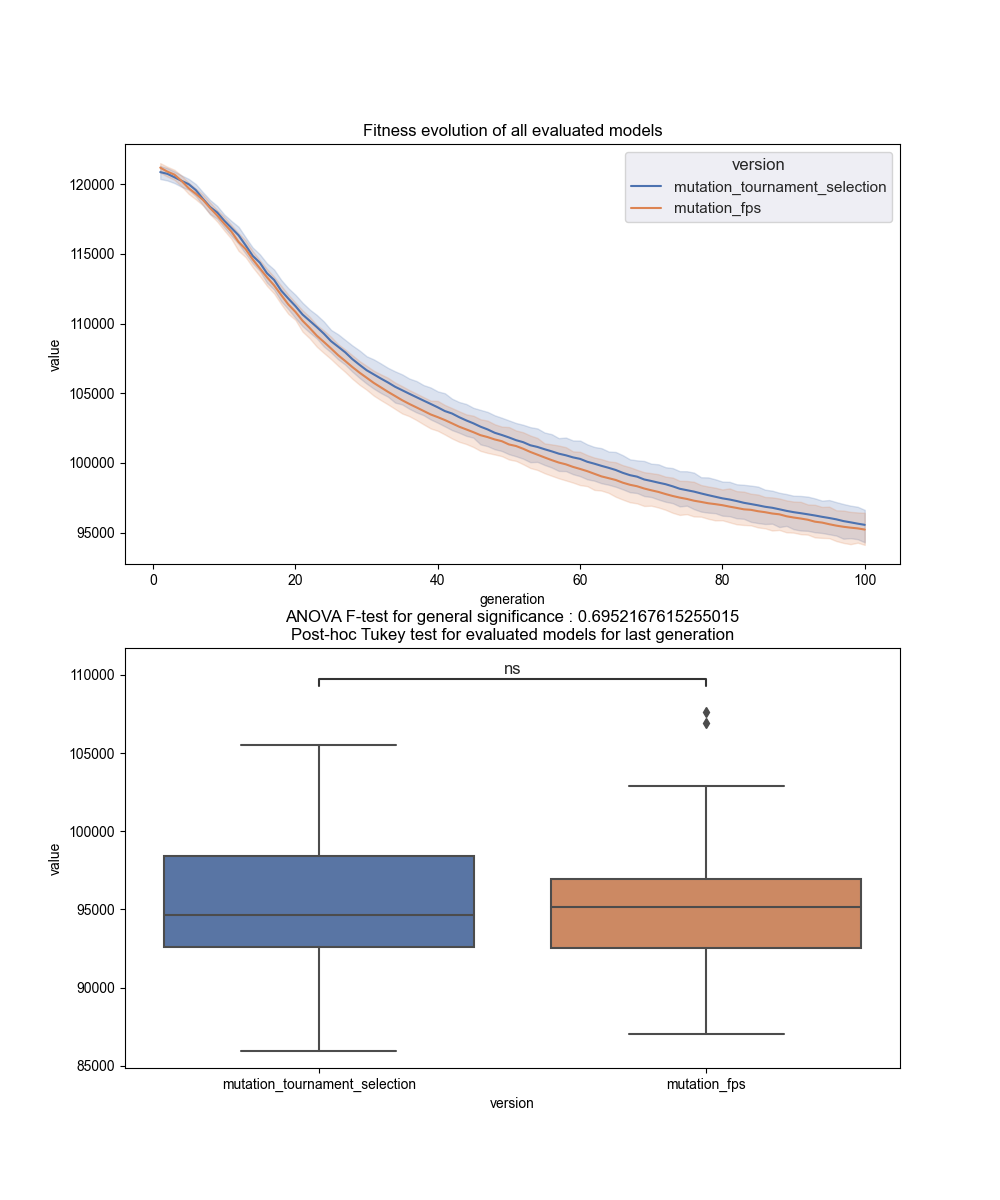 Fitness evolution of all evaluated models
version
mutation_tournament_selection
mutation_fps
120000
115000
110000
105000
100000
95000
value
0 20 40 60 80 100
generation
ANOVA F-test for general significance : 0.6952167615255015
Post-hoc Tukey test for evaluated models for last generation
ns
110000
105000
100000
95000
90000
85000
value
mutation_tournament_selection mutation_fps
version